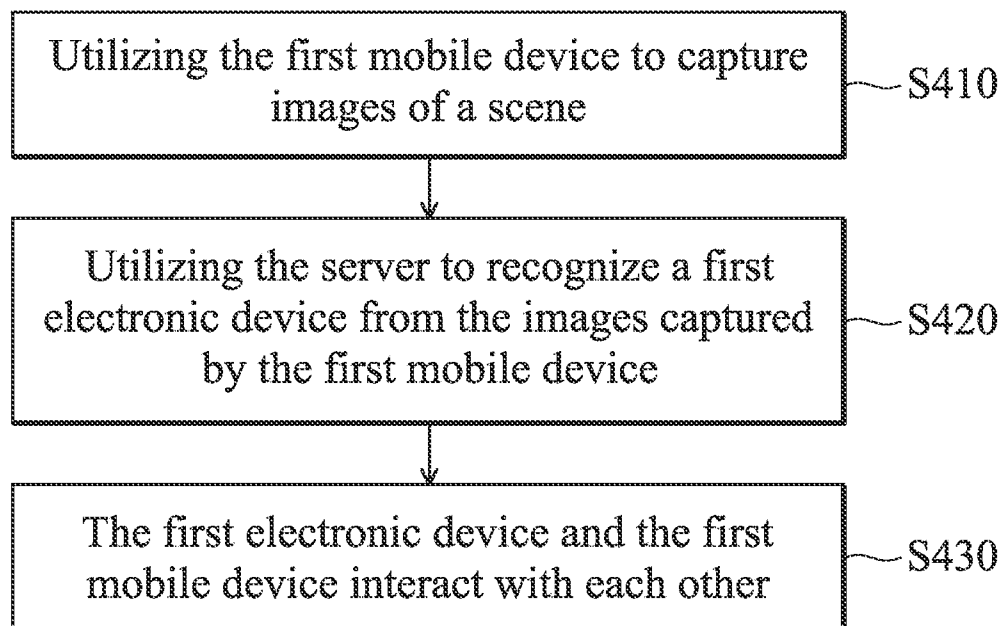 Utilizing the first mobile device to capture
images of a scene
S410
Utilizing the server to recognize a first
electronic device from the images captured
by the first mobile device
S420
The first electronic device and the first
mobile device interact with each other
S430